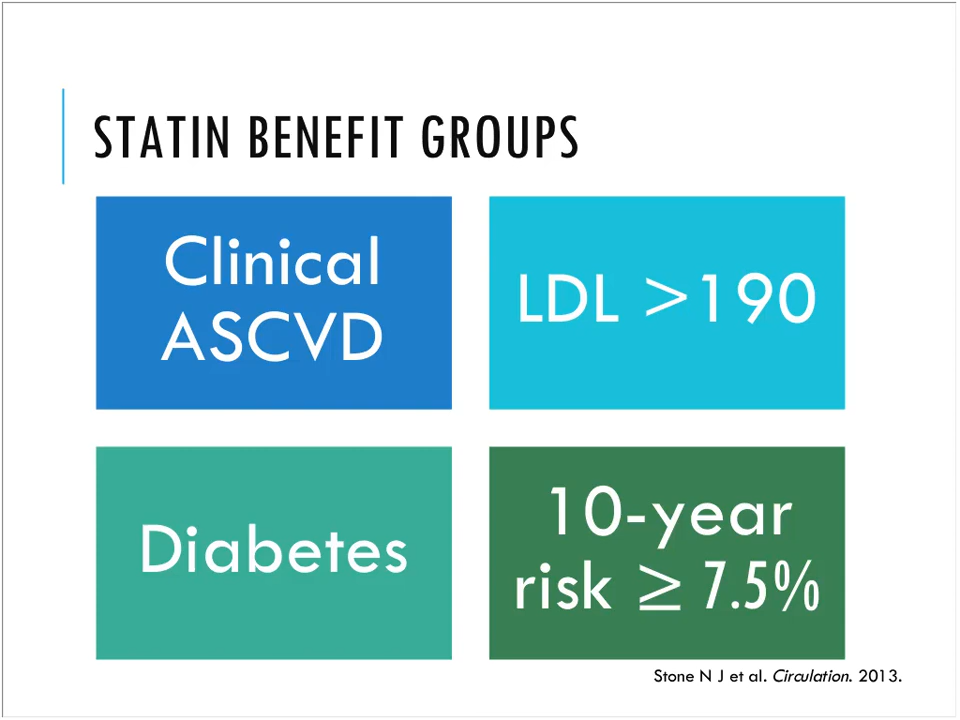 STATIN BENEFIT GROUPS
Clinical
ASCVD
LDL >190
Diabetes
10-year
risk ≥ 7.5%
Stone N J et al. Circulation. 2013.